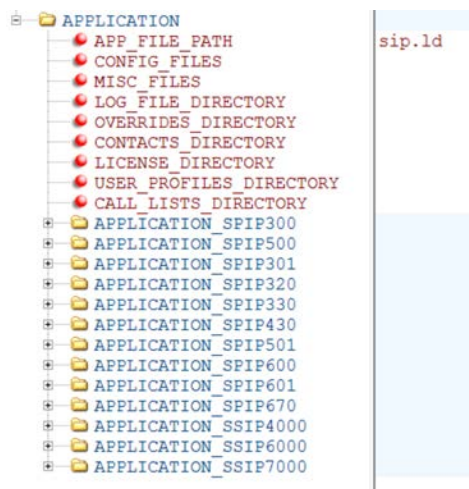 APPLICATION
APP_FILE_PATH sip.ld
CONFIG_FILES
MISC_FILES
LOG_FILE_DIRECTORY
OVERRIDES_DIRECTORY
CONTACTS_DIRECTORY
LICENSE_DIRECTORY
USER_PROFILES_DIRECTORY
CALL_LISTS_DIRECTORY
APPLICATION_SPIP300
APPLICATION_SPIP500
APPLICATION_SPIP301
APPLICATION_SPIP320
APPLICATION_SPIP330
APPLICATION_SPIP430
APPLICATION_SPIP501
APPLICATION_SPIP600
APPLICATION_SPIP601
APPLICATION_SPIP670
APPLICATION_SSIP4000
APPLICATION_SSIP6000
APPLICATION_SSIP7000